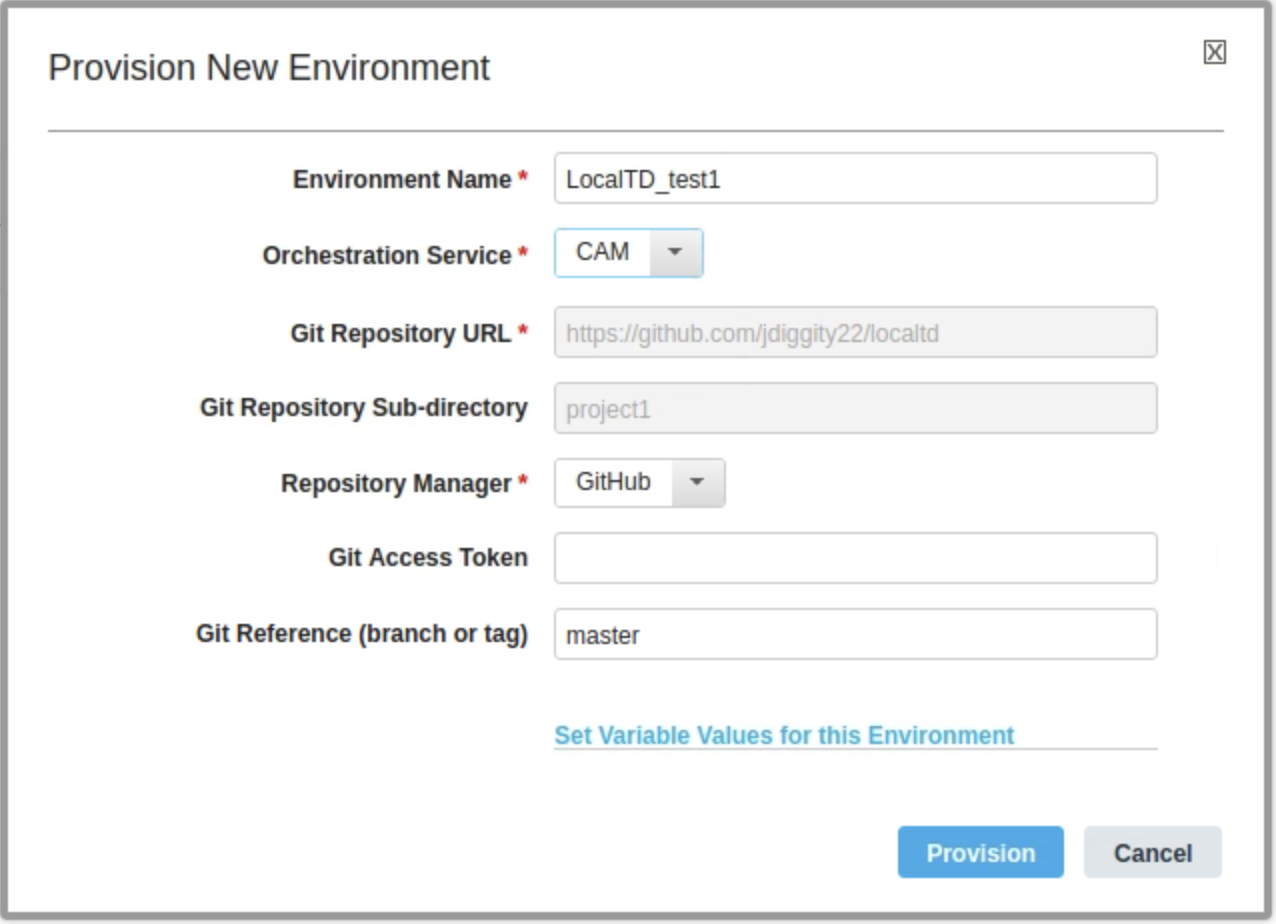 Provision New Environment
Environment Name * LocalTD_test1
Orchestration Service * CAM
Git Repository URL * https://github.com/jdiggity22/localtd
Git Repository Sub-directory project1
Repository Manager * GitHub
Git Access Token
Git Reference (branch or tag) master
Set Variable Values for this Environment
Provision Cancel